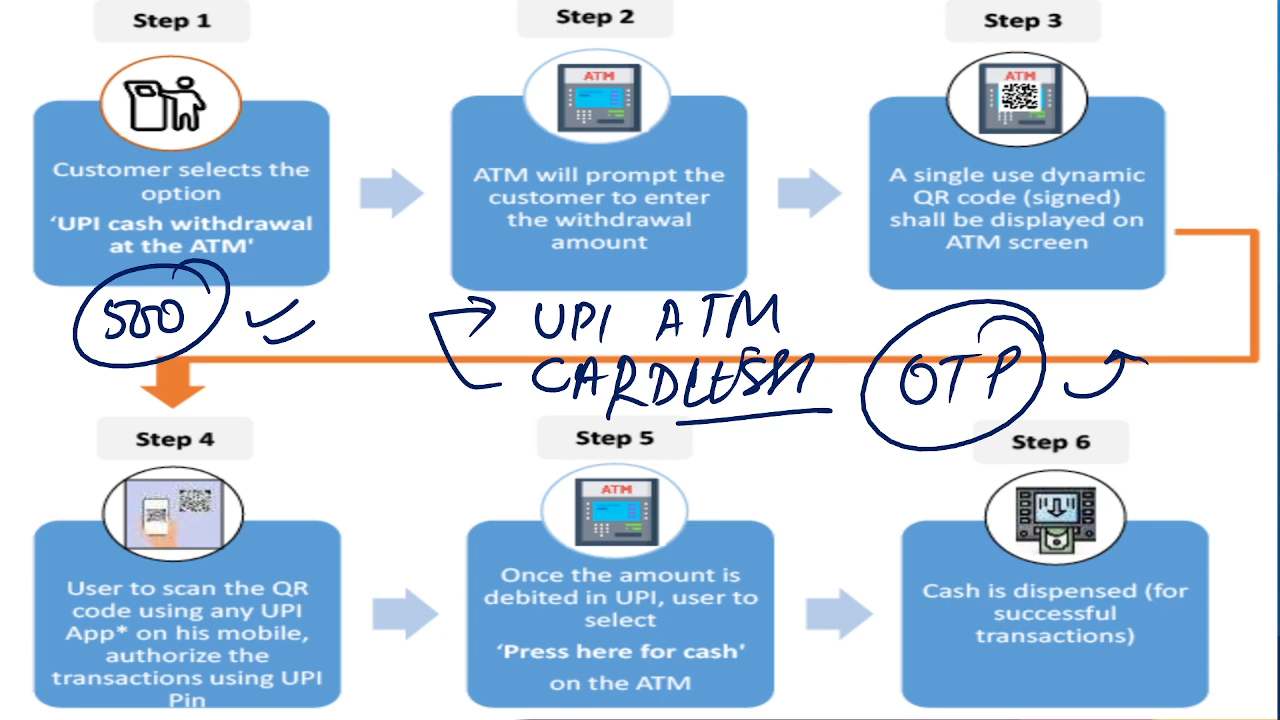 Step 1
Step 2
Step 3
ATM
ATM
Customer selects the
option
‘UPI cash withdrawal
at the ATM'
ATM will prompt the
customer to enter
the withdrawal
amount
A single use dynamic
QR code (signed)
shall be displayed on
ATM screen
500
UPI ATM
CARDLESS
OTP
Step 4
Step 5
Step 6
ATM
User to scan the QR
code using any UPI
App* on his mobile,
authorize the
transactions using UPI
Pin
Once the amount is
debited in UPI, user to
select
‘Press here for cash’
on the ATM
Cash is dispensed (for
successful
transactions)